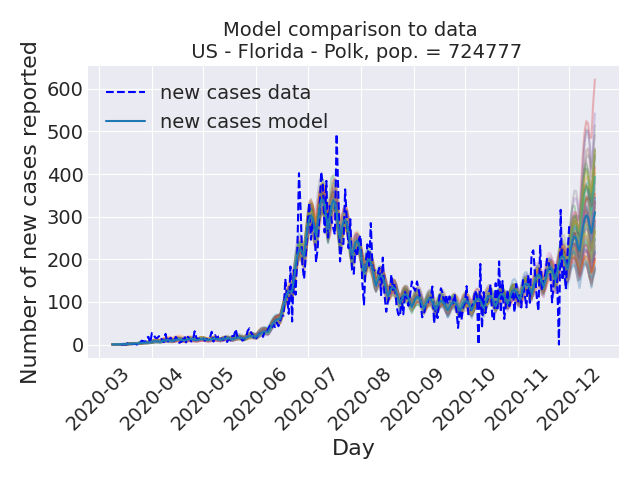 Model comparison to data
US - Florida - Polk, pop. = 724777
Number of new cases reported
600
500
400
300
200
100
0
new cases data
new cases model
2020-03
2020-04
2020-05
2020-06
2020-07
2020-08
2020-09
2020-10
2020-11
2020-12
Day